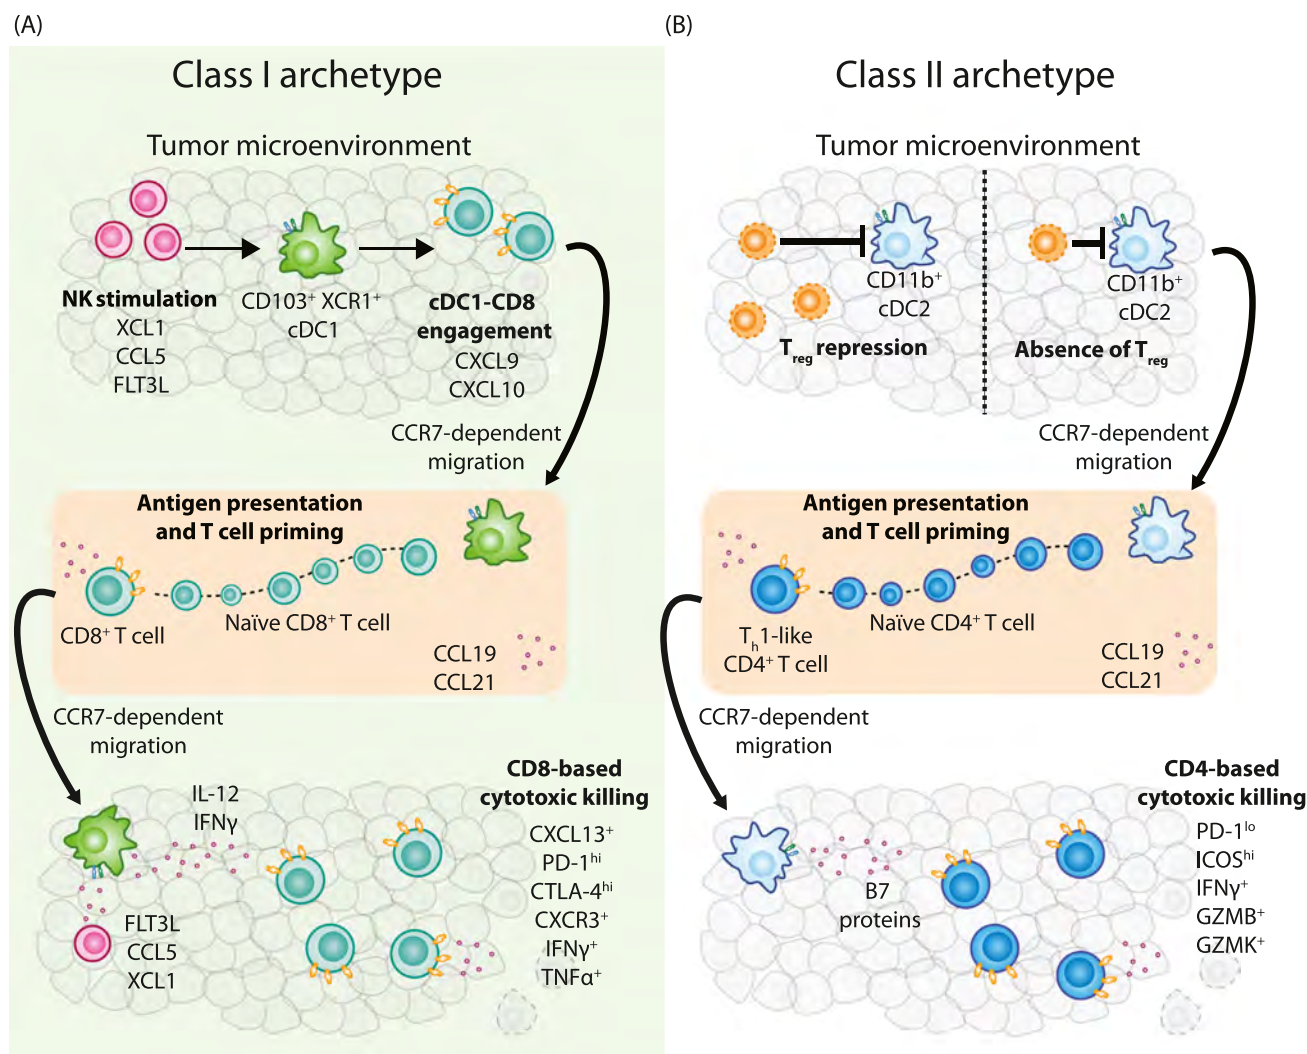 (A)
Class I archetype
Tumor microenvironment
NK stimulation
XCL1
CCL5
FLT3L
CD103⁺ XCR1⁺
cDC1
cDC1-CD8
engagement
CXCL9
CXCL10
CCR7-dependent
migration
Antigen presentation
and T cell priming
CD8⁺ T cell
Naïve CD8⁺ T cell
CCL19
CCL21
CCR7-dependent
migration
IL-12
IFNγ
FLT3L
CCL5
XCL1
CD8-based
cytotoxic killing
CXCL13⁺
PD-1ʰⁱ
CTLA-4ʰⁱ
CXCR3⁺
IFNγ⁺
TNFα⁺
(B)
Class II archetype
Tumor microenvironment
CD11b⁺
cDC2
Treg repression
CD11b⁺
cDC2
Absence of Treg
CCR7-dependent
migration
Antigen presentation
and T cell priming
Tₕ1-like
CD4⁺ T cell
Naïve CD4⁺ T cell
CCL19
CCL21
CCR7-dependent
migration
B7
proteins
CD4-based
cytotoxic killing
PD-1ˡᵒ
ICOSʰⁱ
IFNγ⁺
GZMB⁺
GZMK⁺